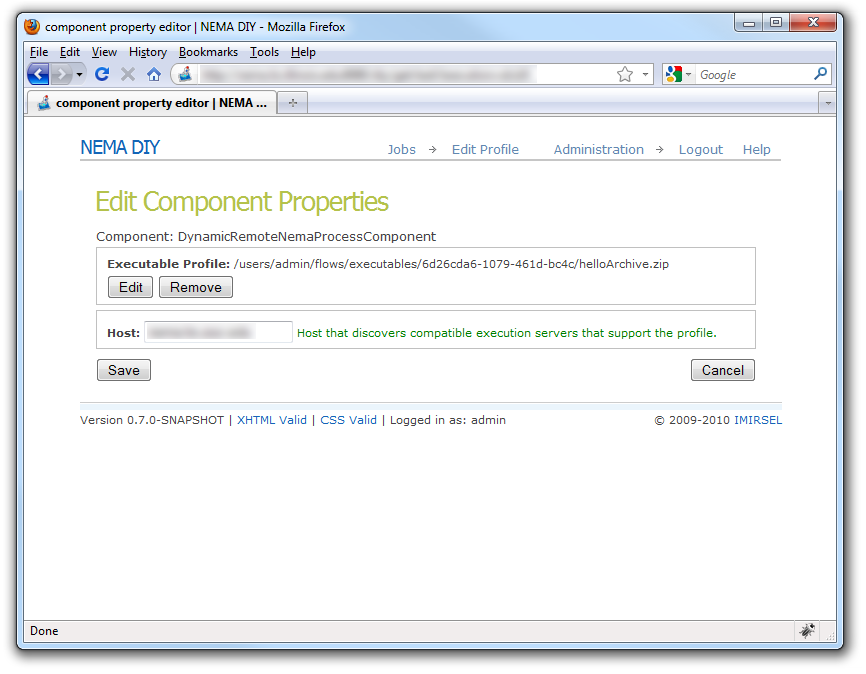 component property editor | NEMA DIY - Mozilla Firefox
File Edit View History Bookmarks Tools Help
Google
component property editor | NEMA ...
NEMA DIY
Jobs → Edit Profile Administration → Logout Help
Edit Component Properties
Component: DynamicRemoteNemaProcessComponent
Executable Profile: /users/admin/flows/executables/6d26cda6-1079-461d-bc4c/helloArchive.zip
Edit Remove
Host: Host that discovers compatible execution servers that support the profile.
Save Cancel
Version 0.7.0-SNAPSHOT | XHTML Valid | CSS Valid | Logged in as: admin © 2009-2010 IMIRSEL
Done